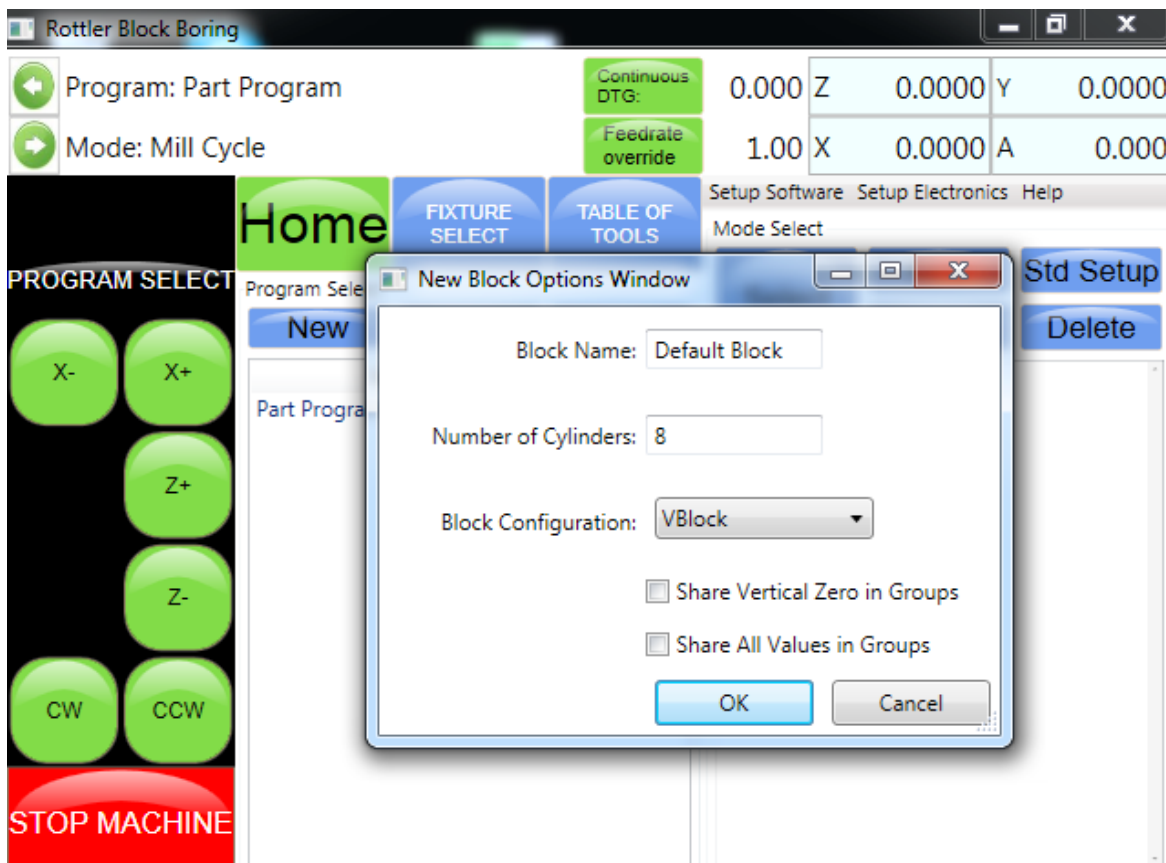 Rottler Block Boring
Program: Part Program
Continuous
DTG:
0.000 Z 0.0000 Y 0.0000
Mode: Mill Cycle
Feedrate
override
1.00 X 0.0000 A 0.000
Home
FIXTURE
SELECT
TABLE OF
TOOLS
Setup Software Setup Electronics Help
Mode Select
Std Setup
PROGRAM SELECT
Program Sele
New
Delete
Part Progra
New Block Options Window
Block Name: Default Block
Number of Cylinders: 8
Block Configuration: VBlock
Share Vertical Zero in Groups
Share All Values in Groups
OK Cancel
X- X+
Z+
Z-
CW CCW
STOP MACHINE